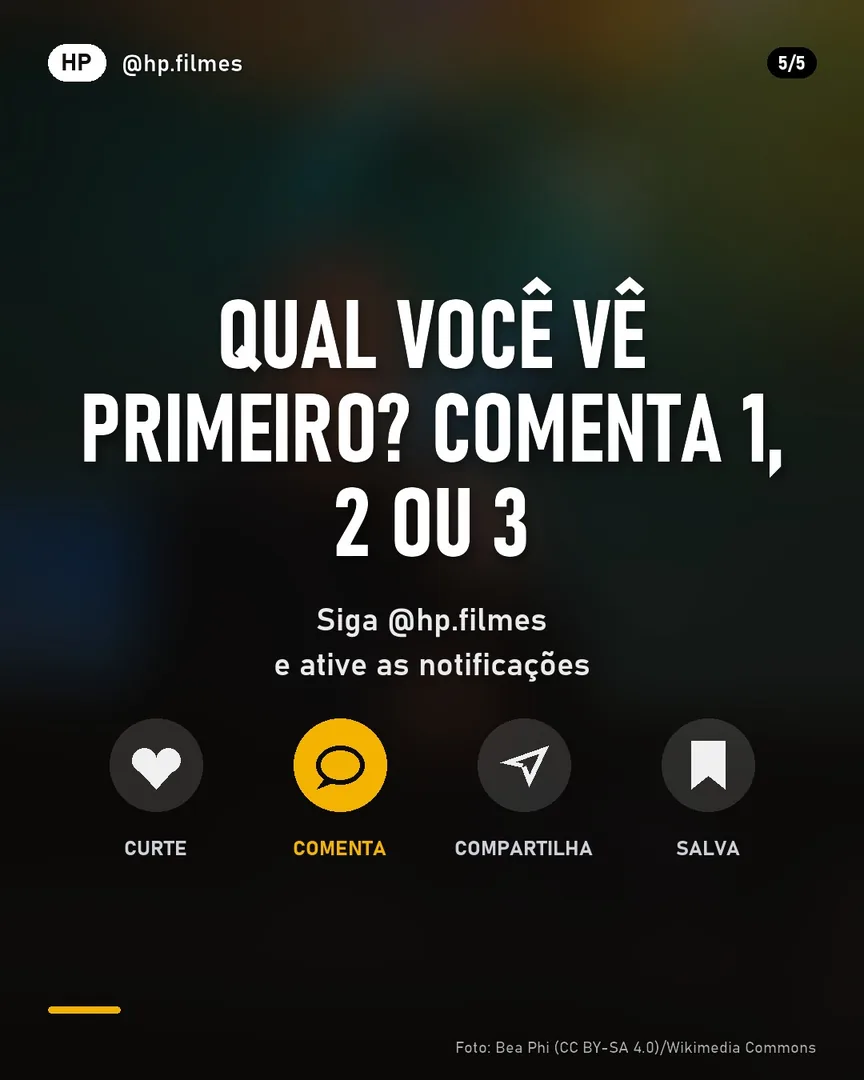 HP @hp.filmes 5/5
QUAL VOCÊ VÊ
PRIMEIRO? COMENTA 1,
2 OU 3
Siga @hp.filmes
e ative as notificações
CURTE COMENTA COMPARTILHA SALVA
Foto: Bea Phi (CC BY-SA 4.0)/Wikimedia Commons